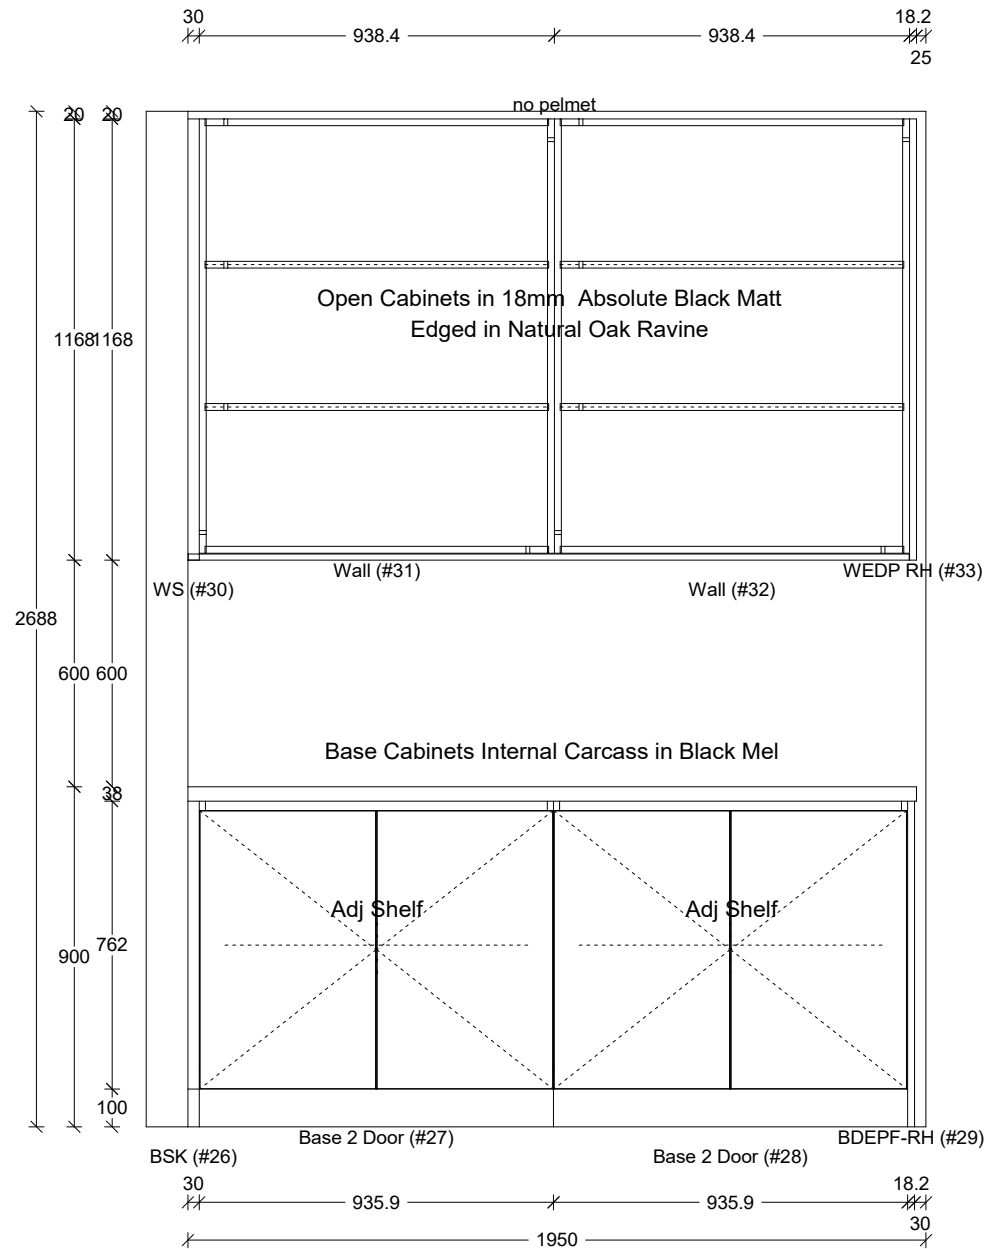 30
18.2
938.4
938.4
25
20
20
no pelmet
Open Cabinets in 18mm  Absolute Black Matt
Edged in Natural Oak Ravine
1168
1168
Wall (#31)
WEDP RH (#33)
WS (#30)
Wall (#32)
2688
600
600
Base Cabinets Internal Carcass in Black Mel
38
Adj Shelf
Adj Shelf
762
900
100
Base 2 Door (#27)
BDEPF-RH (#29)
BSK (#26)
Base 2 Door (#28)
30
18.2
935.9
935.9
30
1950